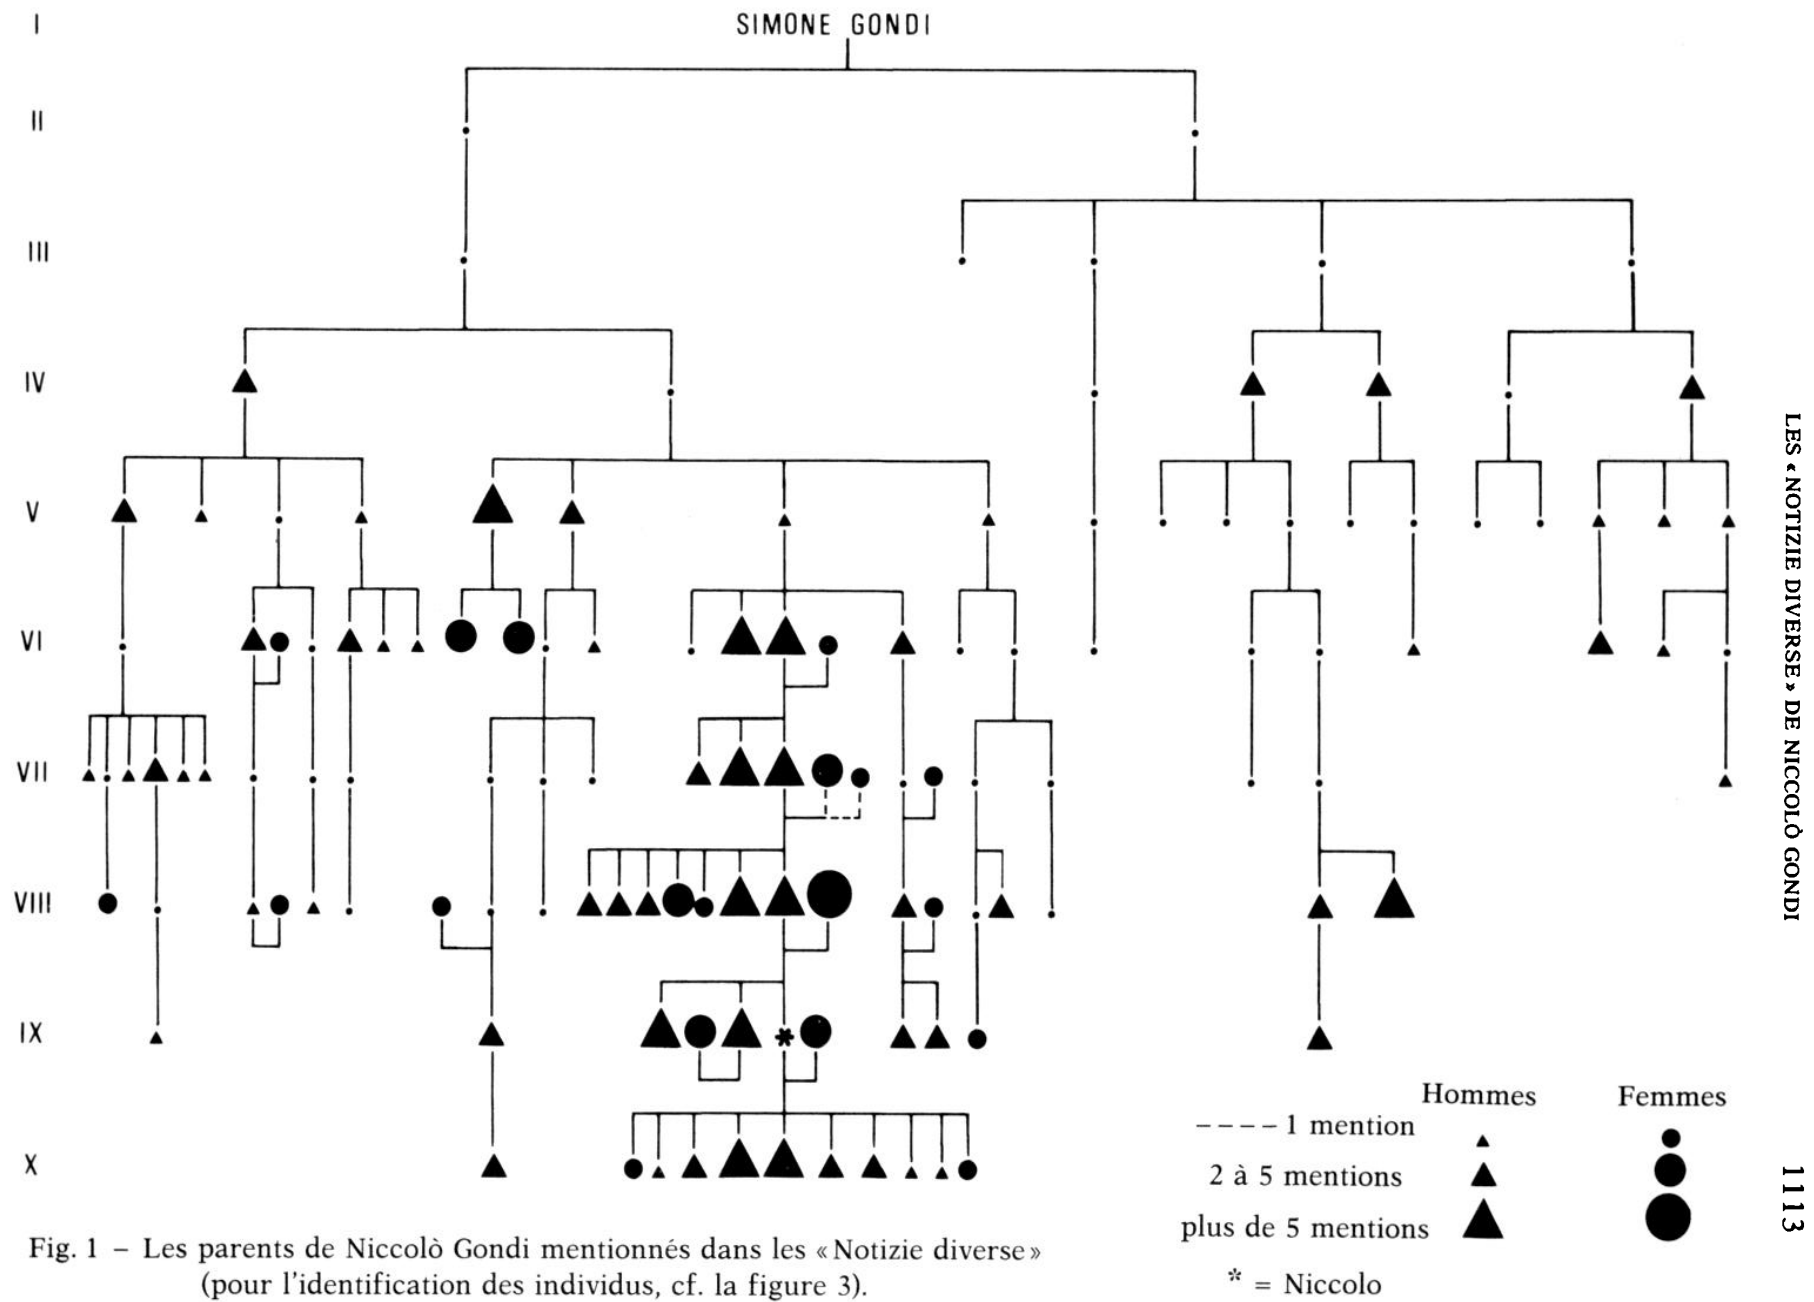 I
SIMONE GONDI
II
III
IV
V
VI
VII
VIII
IX
X
Hommes
Femmes
---- 1 mention
2 à 5 mentions
plus de 5 mentions
* = Niccolo
Fig. 1 – Les parents de Niccolò Gondi mentionnés dans les «Notizie diverse»
(pour l'identification des individus, cf. la figure 3).
LES «NOTIZIE DIVERSE» DE NICCOLÒ GONDI
1113